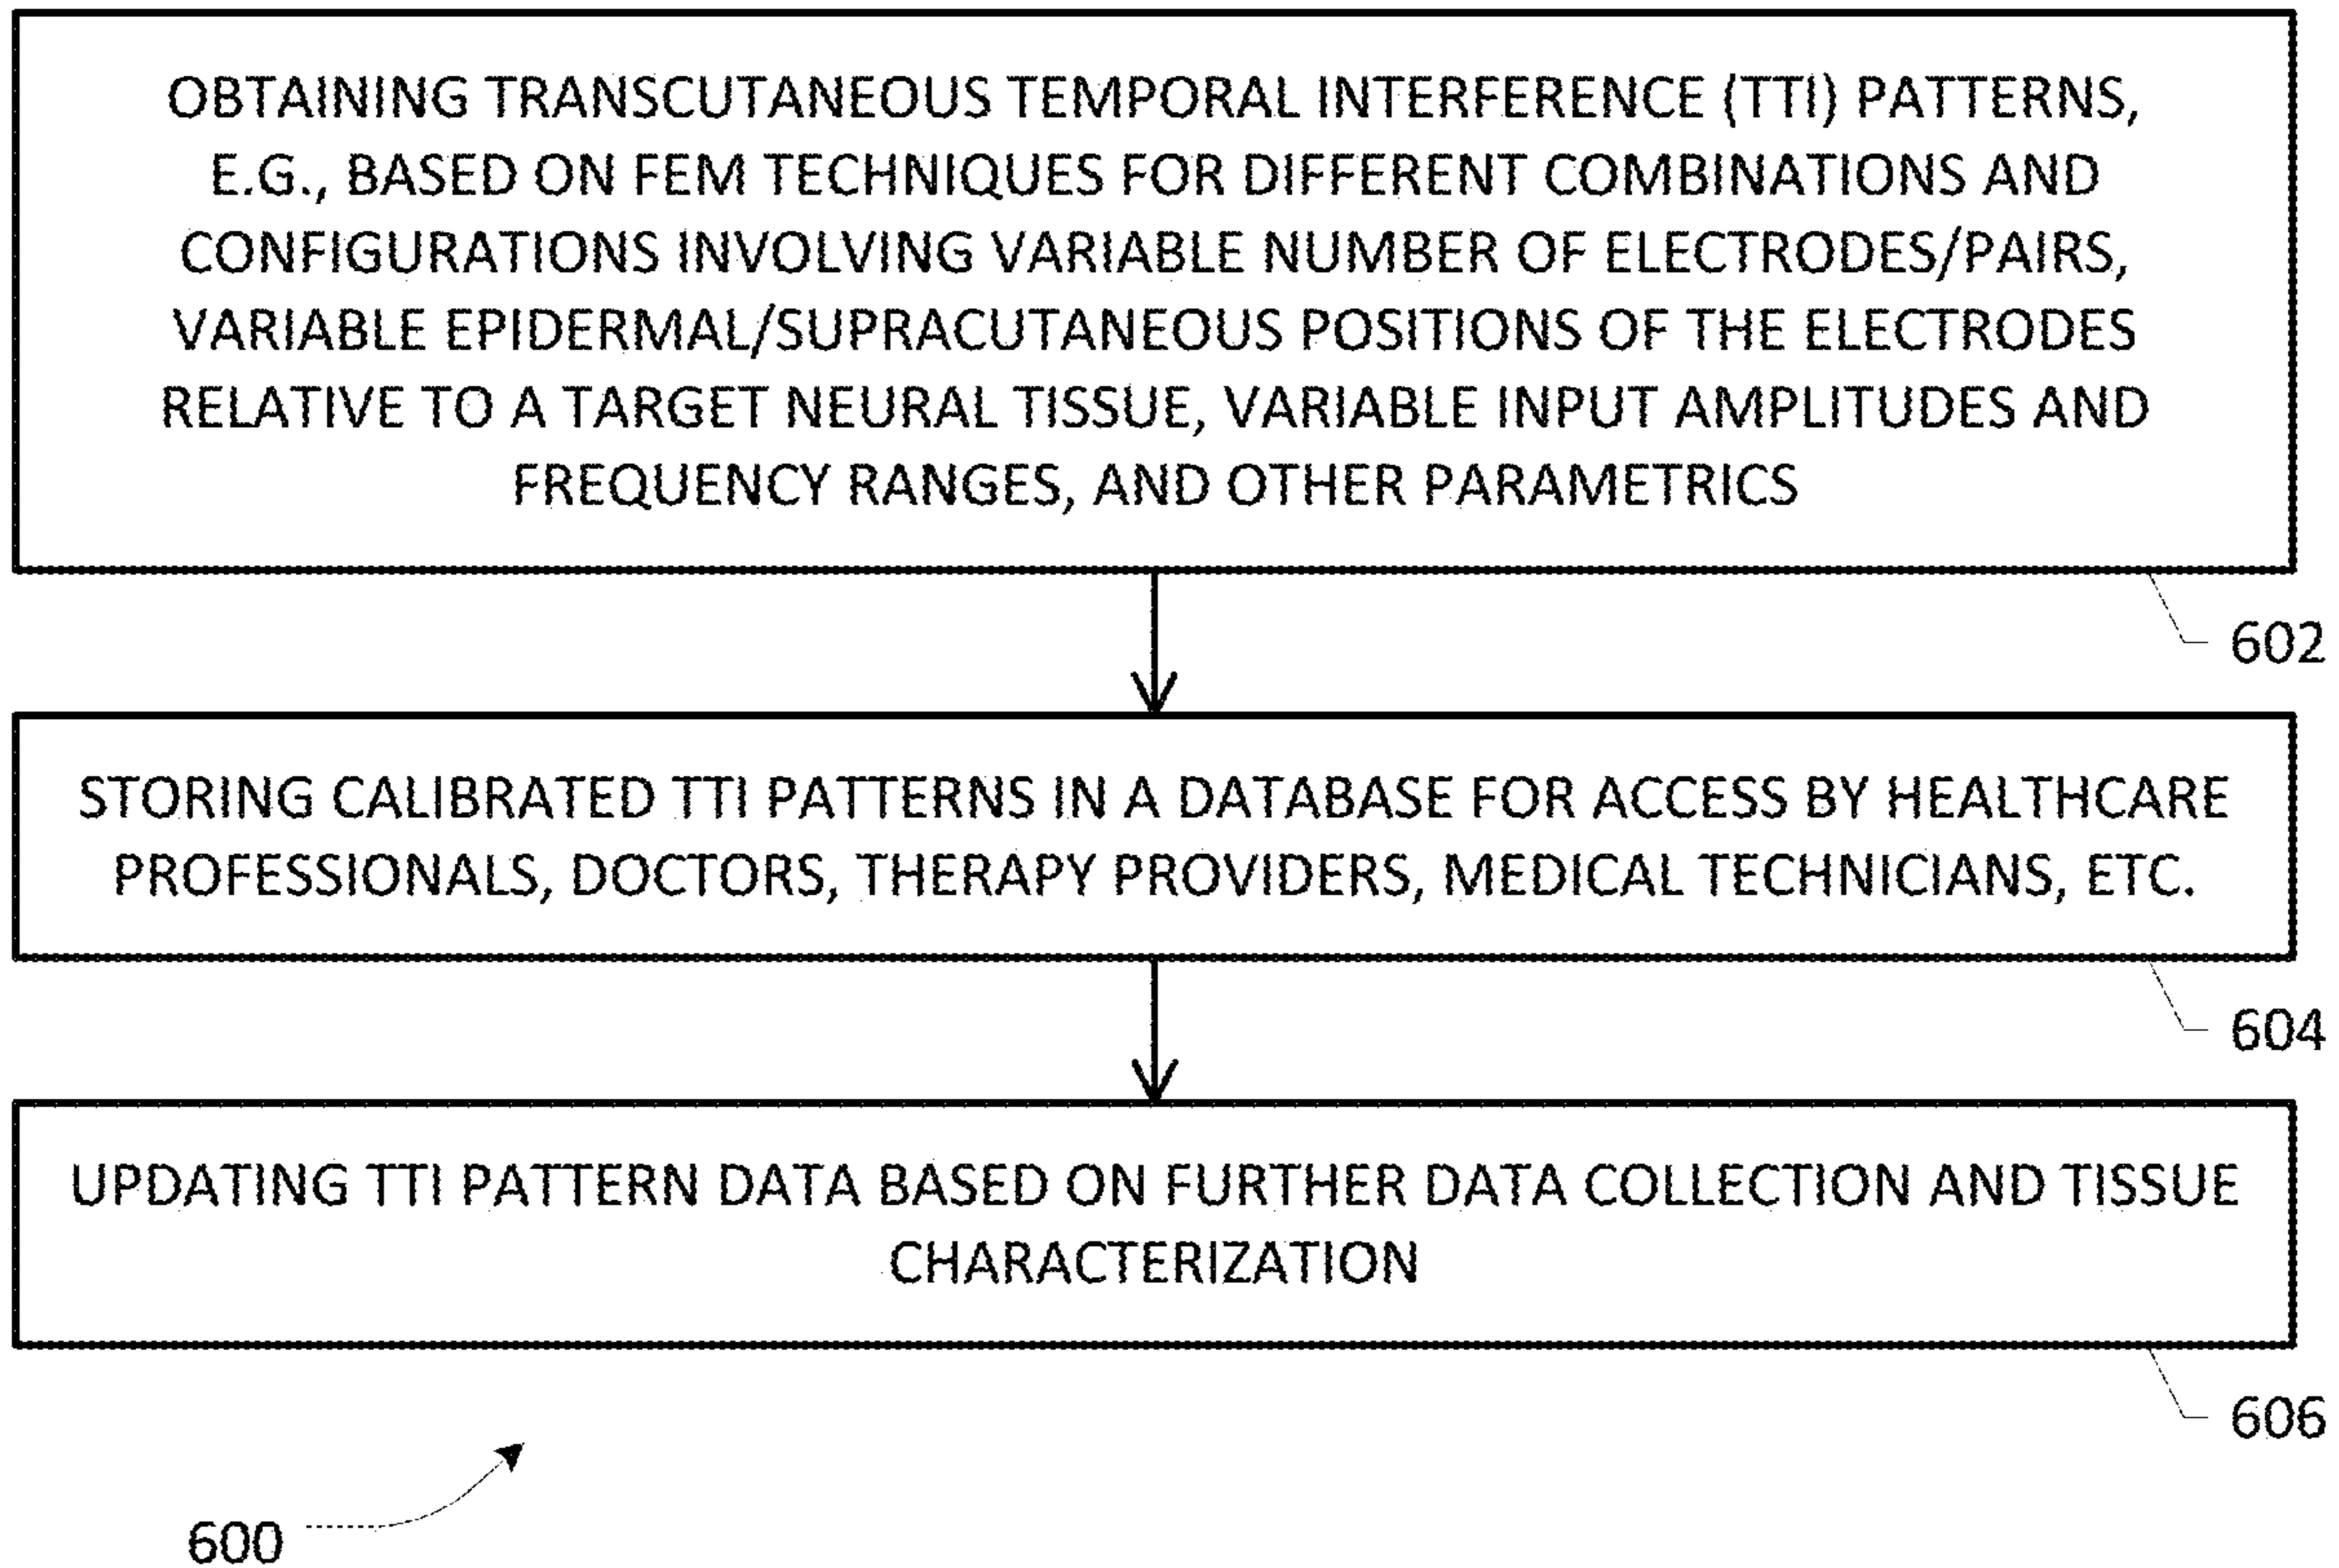 OBTAINING TRANSCUTANEOUS TEMPORAL INTERFERENCE (TTI) PATTERNS,
E.G., BASED ON FEM TECHNIQUES FOR DIFFERENT COMBINATIONS AND
CONFIGURATIONS INVOLVING VARIABLE NUMBER OF ELECTRODES/PAIRS,
VARIABLE EPIDERMAL/SUPRACUTANEOUS POSITIONS OF THE ELECTRODES
RELATIVE TO A TARGET NEURAL TISSUE, VARIABLE INPUT AMPLITUDES AND
FREQUENCY RANGES, AND OTHER PARAMETRICS
602
STORING CALIBRATED TTI PATTERNS IN A DATABASE FOR ACCESS BY HEALTHCARE
PROFESSIONALS, DOCTORS, THERAPY PROVIDERS, MEDICAL TECHNICIANS, ETC.
604
UPDATING TTI PATTERN DATA BASED ON FURTHER DATA COLLECTION AND TISSUE
CHARACTERIZATION
606
600